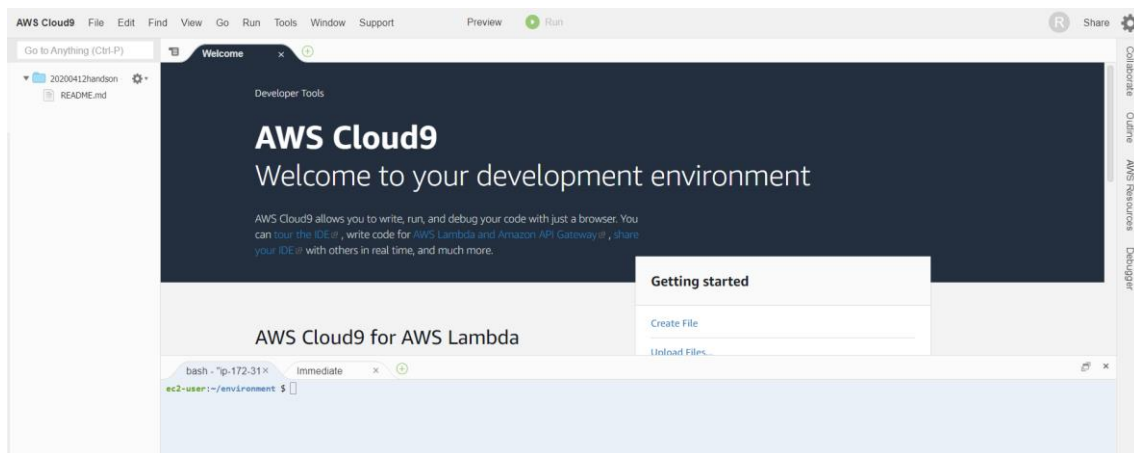 AWS Cloud9 File Edit Find View Go Run Tools Window Support Preview Run R Share
Go to Anything (Ctrl-P)
20200412handson
README.md
Welcome
Developer Tools
AWS Cloud9
Welcome to your development environment
AWS Cloud9 allows you to write, run, and debug your code with just a browser. You
can tour the IDE, write code for AWS Lambda and Amazon API Gateway, share
your IDE with others in real time, and much more.
Getting started
Create File
Upload Files...
AWS Cloud9 for AWS Lambda
bash - "ip-172-31 Immediate
ec2-user:~/environment $
Collaborate
Outline
AWS Resources
Debugger